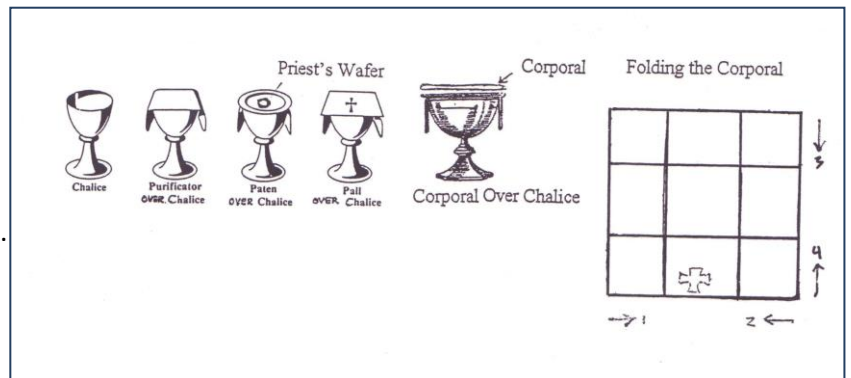 Priest's Wafer
Corporal
Folding the Corporal
Chalice
Purificator
OVER Chalice
Paten
OVER Chalice
Pall
OVER Chalice
Corporal Over Chalice
3
4
1
2
.